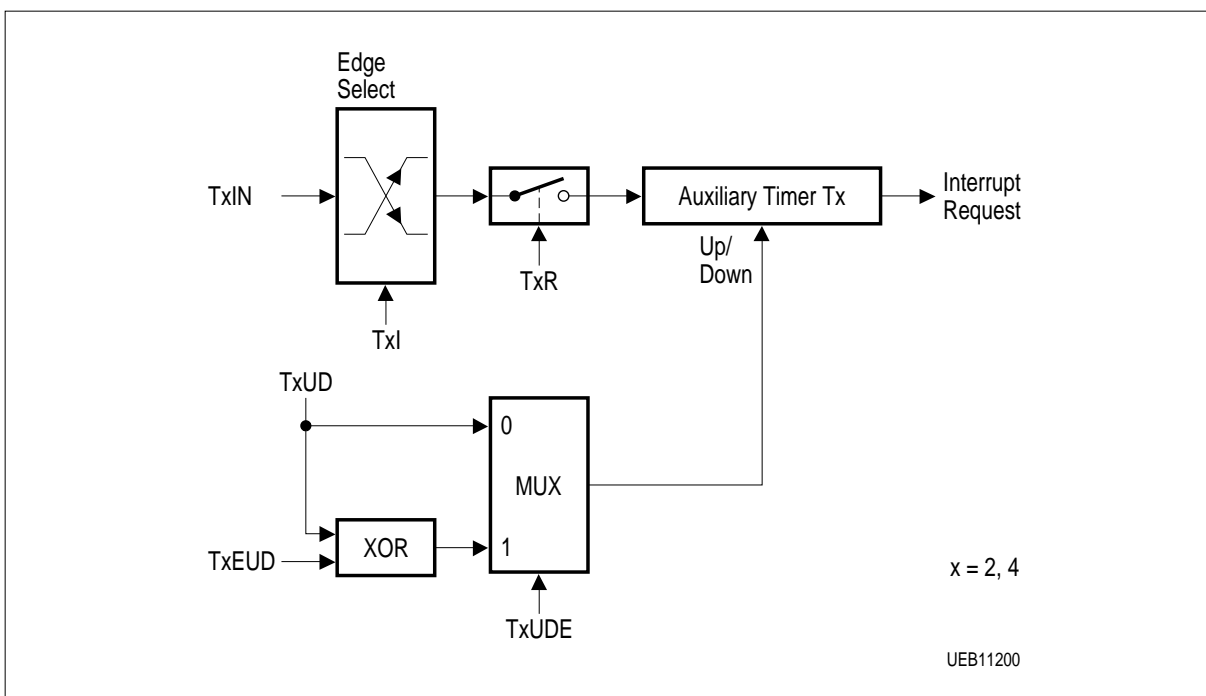 Edge
Select
TxIN
Auxiliary Timer Tx
Interrupt
Request
TxR
Up/
Down
TxI
TxUD
0
MUX
XOR
1
TxEUD
TxUDE
x = 2, 4
UEB11200